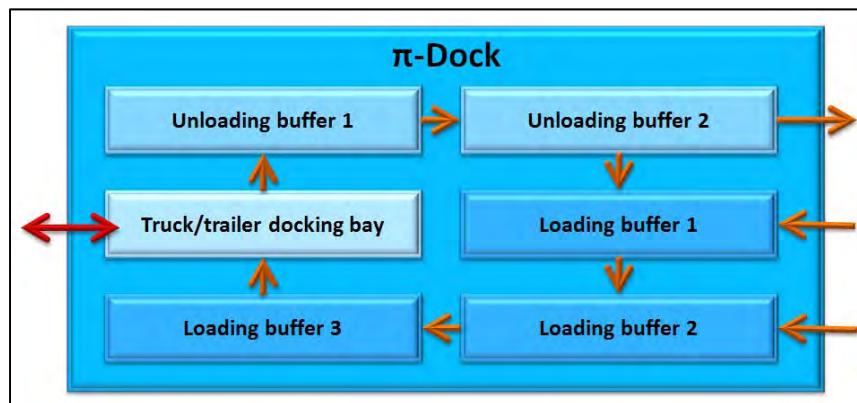 π-Dock
Unloading buffer 1
Unloading buffer 2
Truck/trailer docking bay
Loading buffer 1
Loading buffer 3
Loading buffer 2